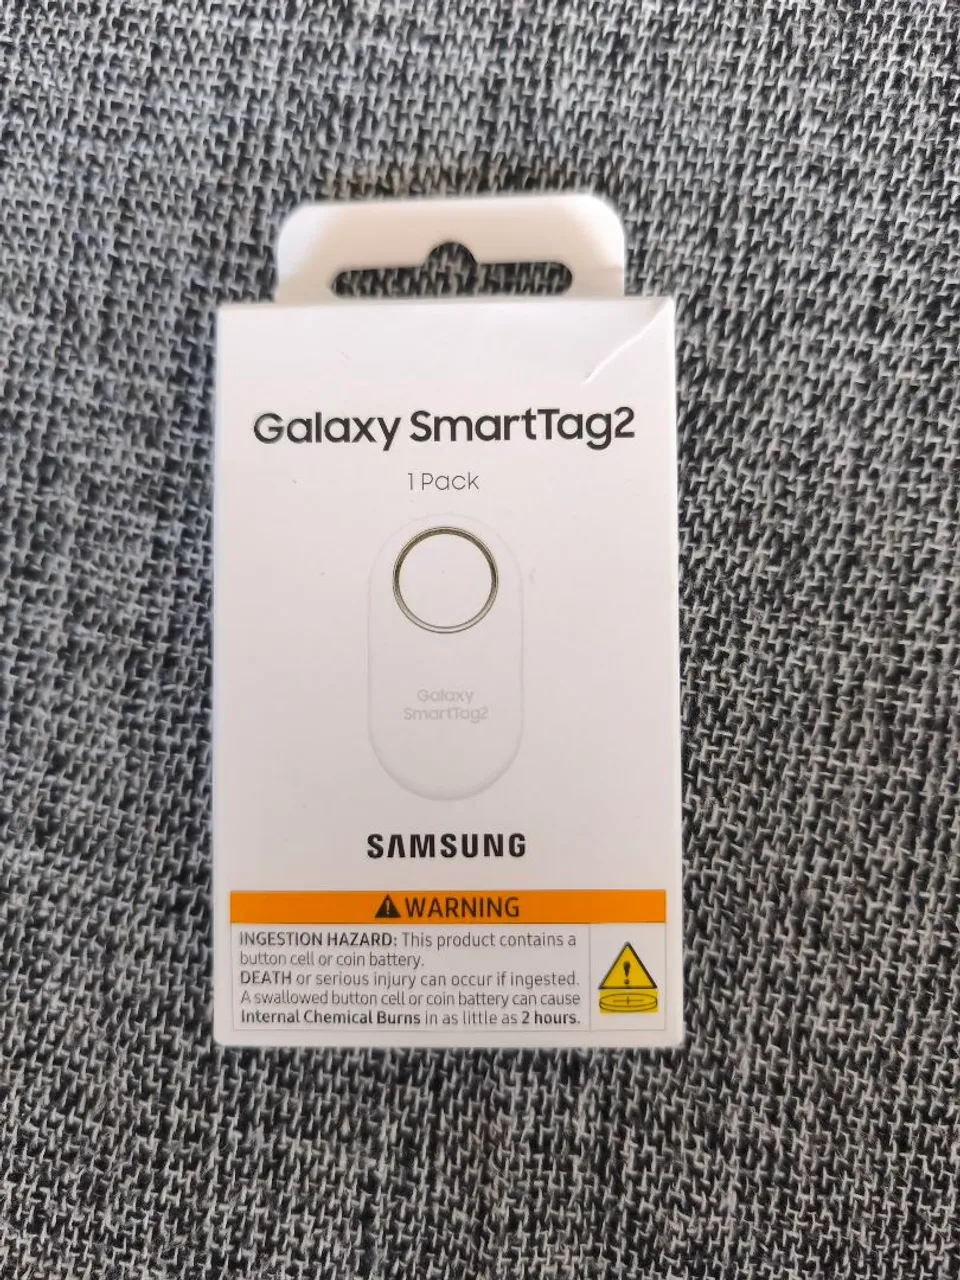 Galaxy SmartTag2
1 Pack
Galaxy
SmartTag2
SAMSUNG
WARNING
INGESTION HAZARD: This product contains a
button cell or coin battery.
DEATH or serious injury can occur if ingested.
A swallowed button cell or coin battery can cause
Internal Chemical Burns in as little as 2 hours.